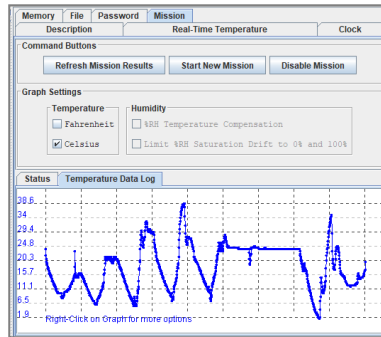 Memory File Password Mission
Description Real-Time Temperature Clock
Command Buttons
Refresh Mission Results Start New Mission Disable Mission
Graph Settings
Temperature Humidity
Fahrenheit %RH Temperature Compensation
Celsius Limit %RH Saturation Drift to 0% and 100%
Status Temperature Data Log
38.6
34
29.4
24.8
20.3
15.7
11.1
6.5
1.9
Right-Click on Graph for more options